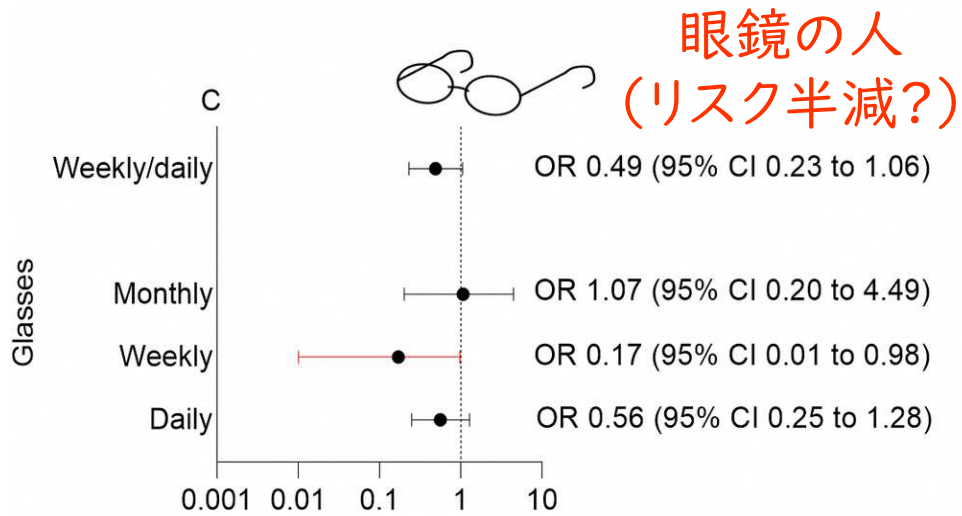 眼鏡の人
（リスク半減？）
C
Weekly/daily OR 0.49 (95% CI 0.23 to 1.06)
Glasses
Monthly OR 1.07 (95% CI 0.20 to 4.49)
Weekly OR 0.17 (95% CI 0.01 to 0.98)
Daily OR 0.56 (95% CI 0.25 to 1.28)
0.001 0.01 0.1 1 10